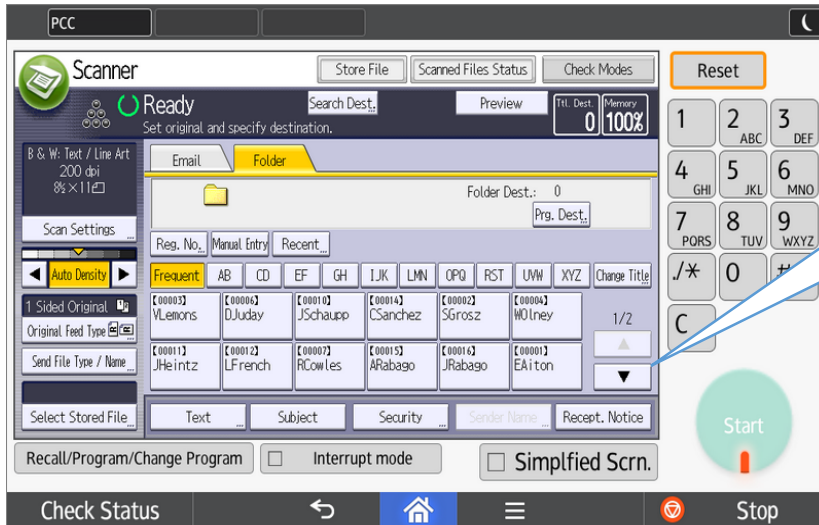 PCC
Scanner
Store File
Scanned Files Status
Check Modes
Reset
Ready
Search Dest.
Preview
Ttl. Dest.
0
Memory
100%
Set original and specify destination.
B & W: Text / Line Art
200 dpi
8½×11
Email
Folder
Folder Dest.: 0
Prg. Dest.
Scan Settings
Reg. No.
Manual Entry
Recent
Auto Density
Frequent
AB
CD
EF
GH
IJK
LMN
OPQ
RST
UVW
XYZ
Change Title
1 Sided Original
Original Feed Type
Send File Type / Name
【00003】
VLemons
【00006】
DJuday
【00010】
JSchaupp
【00014】
CSanchez
【00002】
SGrosz
【00004】
WOlney
1/2
【00011】
JHeintz
【00012】
LFrench
【00007】
RCowles
【00015】
ARabago
【00016】
JRabago
【00001】
EAiton
Select Stored File
Text
Subject
Security
Sender Name
Recept. Notice
1
2 ABC
3 DEF
4 GHI
5 JKL
6 MNO
7 PQRS
8 TUV
9 WXYZ
./*
0
#
C
Start
Recall/Program/Change Program
Interrupt mode
Simplfied Scrn.
Check Status
Stop